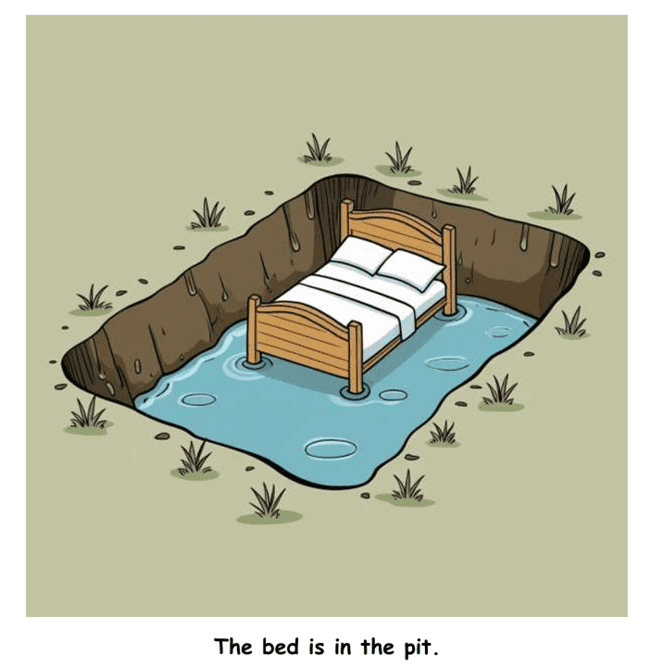 The bed is in the pit.